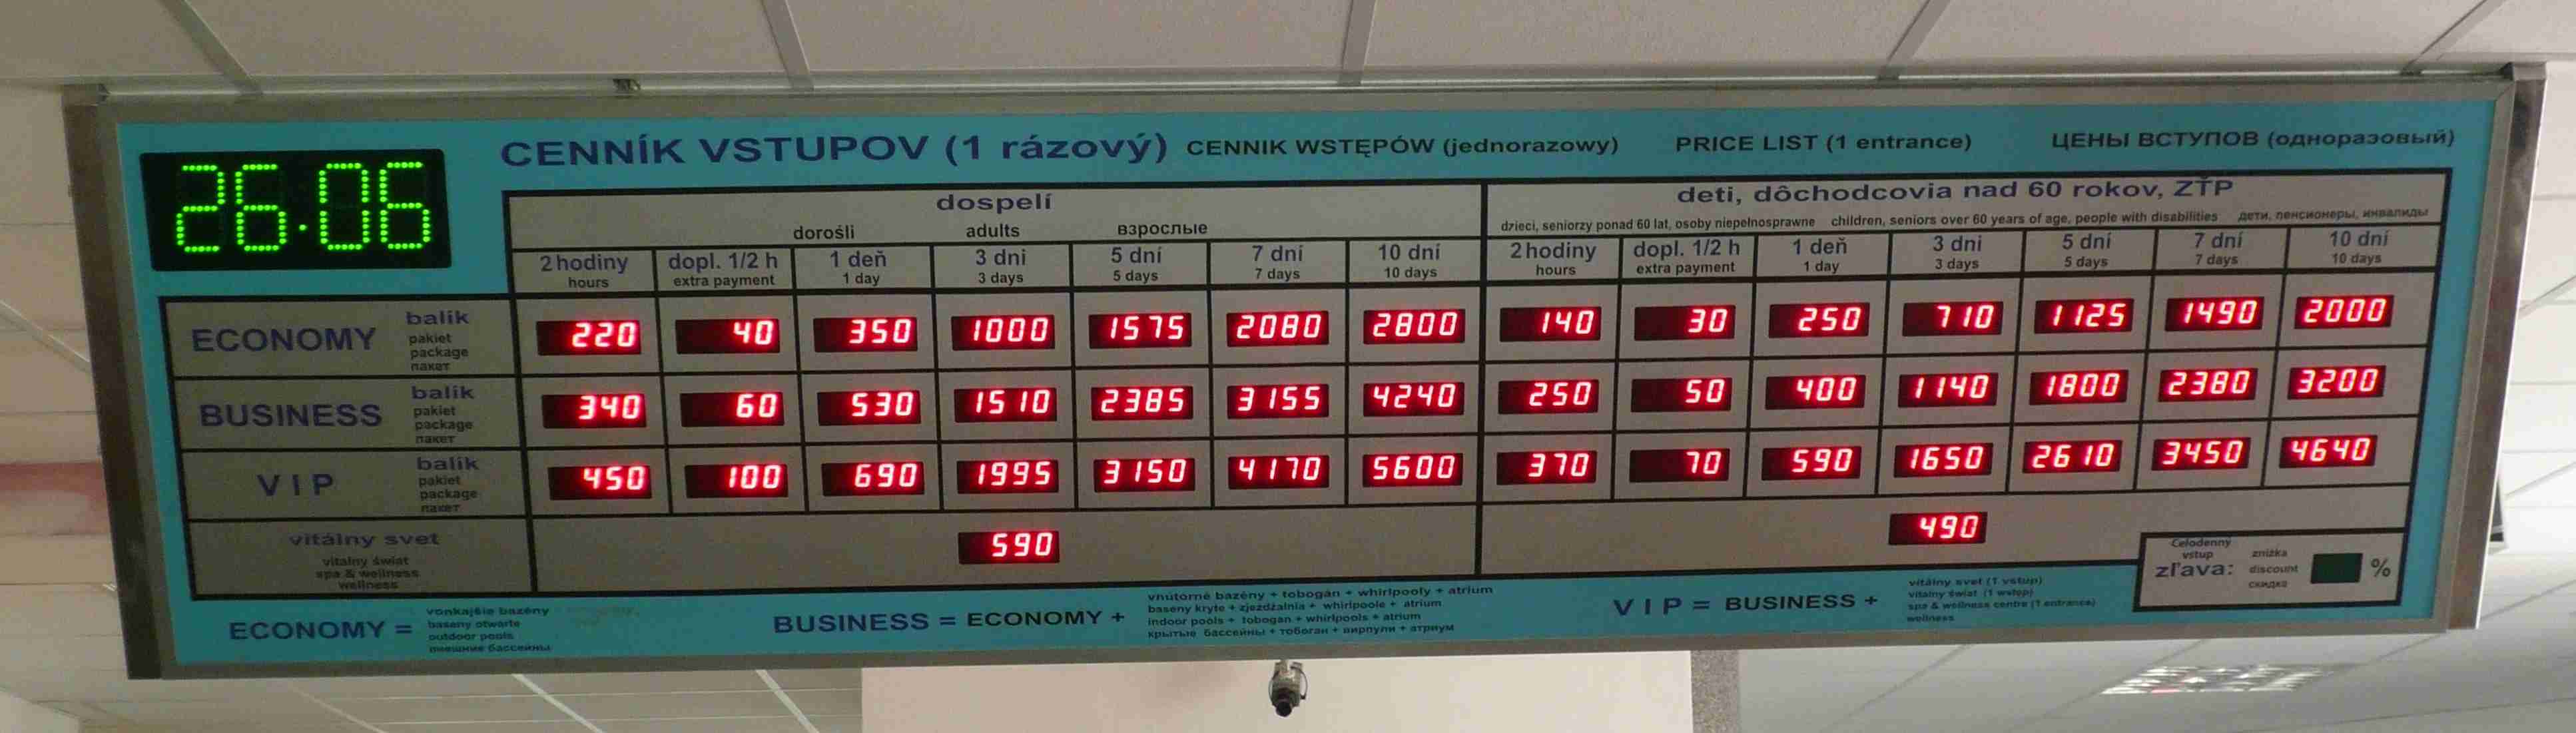 26.06
CENNÍK VSTUPOV (1 rázový) CENNIK WSTĘPÓW (jednorazowy) PRICE LIST (1 entrance) ЦЕНЫ ВСТУПОВ (одноразовый)
dospelí
dorośli adults взрослые
deti, dôchodcovia nad 60 rokov, ZŤP
dzieci, seniorzy ponad 60 lat, osoby niepełnosprawne children, seniors over 60 years of age, people with disabilities дети, пенсионеры, инвалиды
2 hodiny dopl. 1/2 h 1 deň 3 dni 5 dní 7 dní 10 dní 2 hodiny dopl. 1/2 h 1 deň 3 dni 5 dní 7 dní 10 dní
hours extra payment 1 day 3 days 5 days 7 days 10 days hours extra payment 1 day 3 days 5 days 7 days 10 days
ECONOMY balík
pakiet
package
пакет
220 40 350 1000 1575 2080 2800 140 30 250 710 1125 1490 2000
BUSINESS balík
pakiet
package
пакет
340 60 530 1510 2385 3155 4240 250 50 400 1140 1800 2380 3200
VIP balík
pakiet
package
пакет
450 100 690 1995 3150 4170 5600 370 70 590 1650 2610 3450 4640
vitálny svet
vitalny świat
spa & wellness
wellness
590 490
Celodenný
vstup
zľava:
zniżka
discount
скидка
%
ECONOMY =
vonkajšie bazény
baseny otwarte
outdoor pools
внешние бассейны
BUSINESS = ECONOMY +
vnútorné bazény + tobogán + whirlpooly + atrium
baseny kryte + zjeżdżalnia + whirlpoole + atrium
indoor pools + tobogan + whirlpools + atrium
крытые бассейны + тобоган + вирпули + атриум
VIP = BUSINESS +
vitálny svet (1 vstup)
vitalny świat (1 wstęp)
spa & wellness centre (1 entrance)
wellness